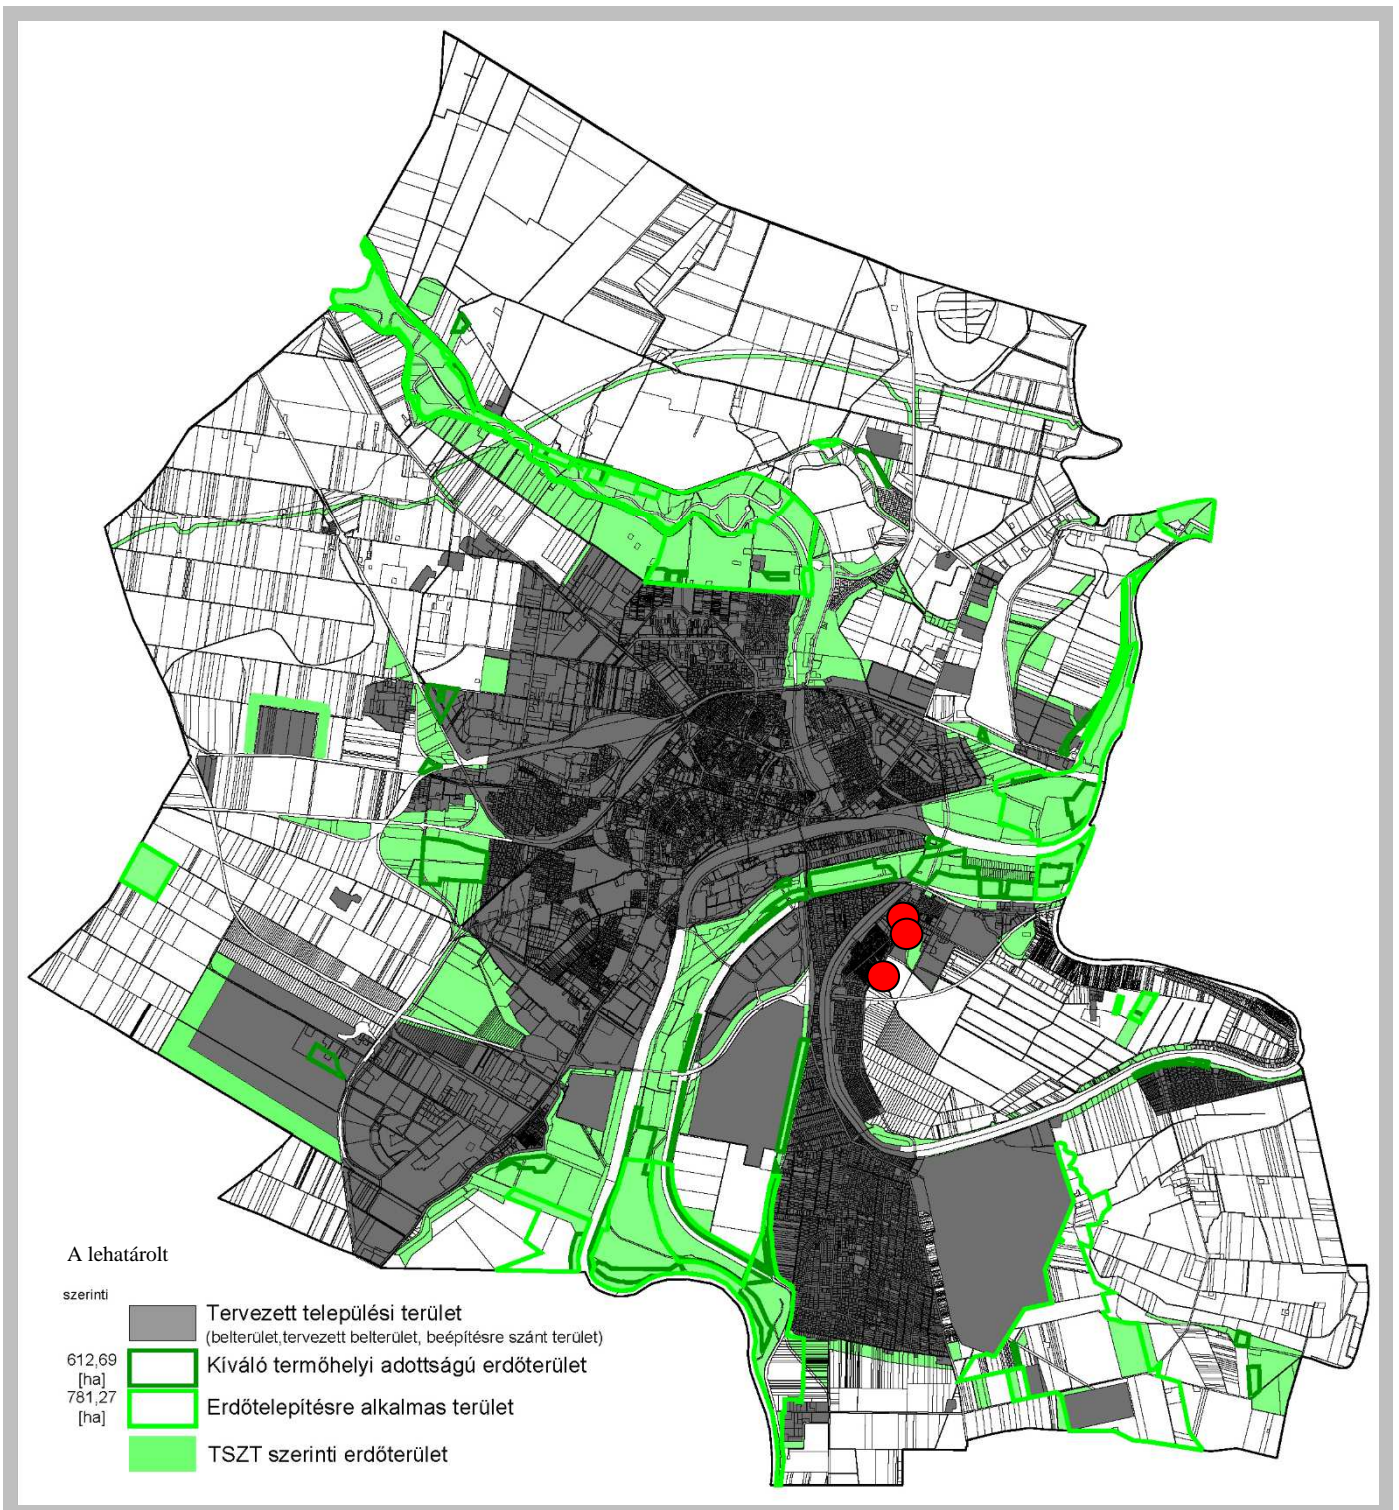 A lehatárolt
szerinti
Tervezett települési terület
(belterület,tervezett belterület, beépítésre szánt terület)
612,69
[ha]
Kíváló termőhelyi adottságú erdőterület
781,27
[ha]
Erdőtelepítésre alkalmas terület
TSZT szerinti erdőterület